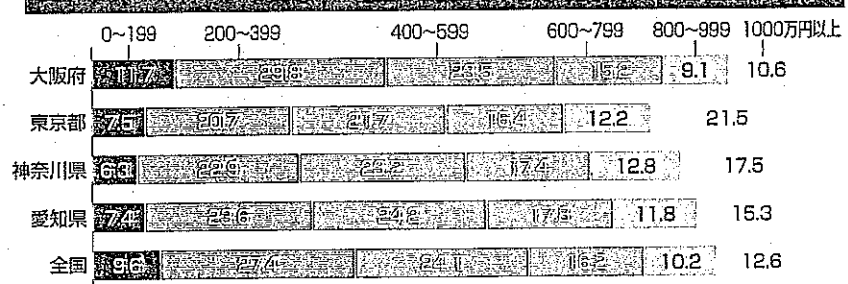 0~199 200~399 400~599 600~799 800~999 1000万円以上
大阪府 11.7 29.8 23.5 15.2 9.1 10.6
東京都 7.5 20.7 21.7 16.4 12.2 21.5
神奈川県 6.3 22.9 23.2 17.4 12.8 17.5
愛知県 7.4 23.6 24.2 11.8 15.3
全国 9.6 27.4 24.1 16.2 10.2 12.6